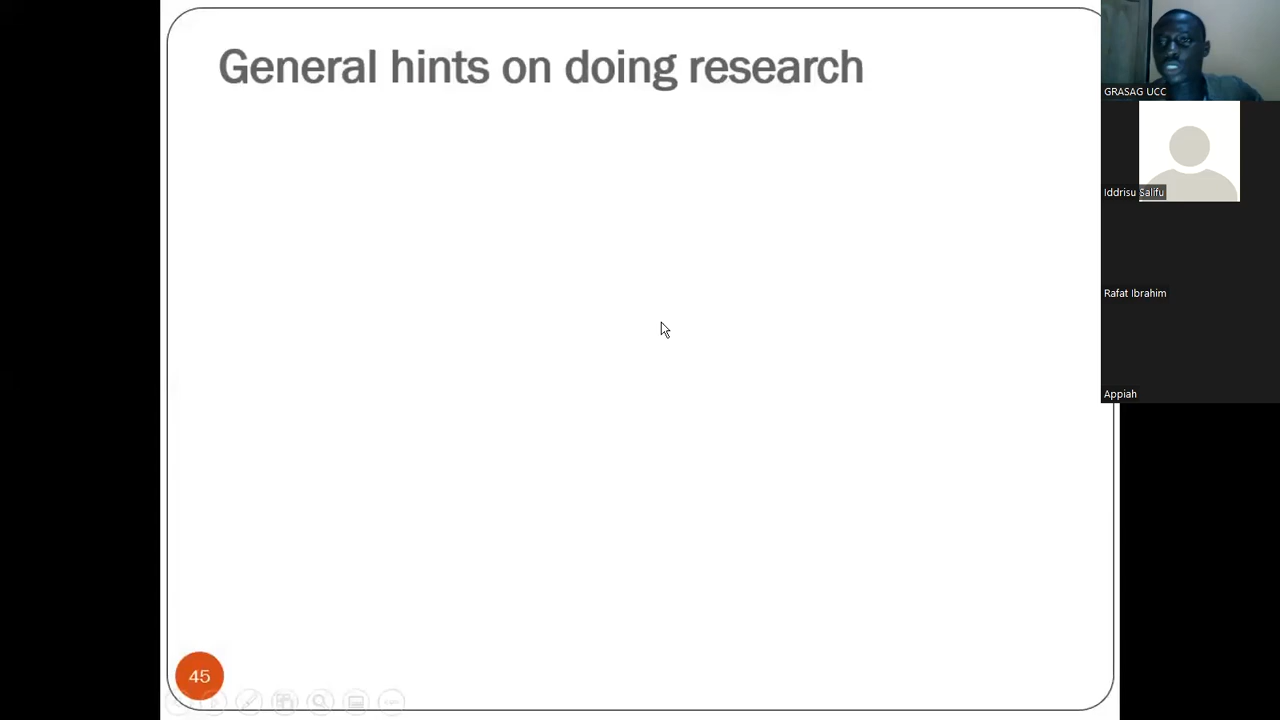 General hints on doing research
GRASAG UCC
Iddrisu Salifu
Rafat Ibrahim
Appiah
45